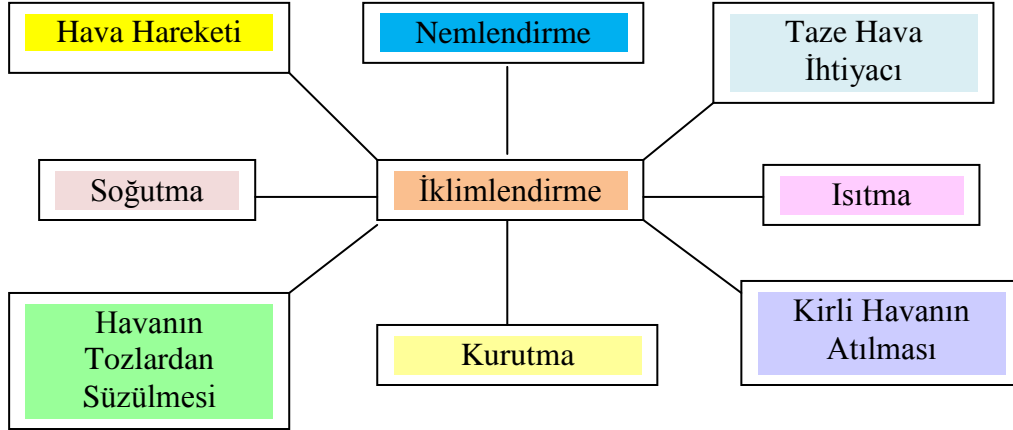 Hava Hareketi
Nemlendirme
Taze Hava
İhtiyacı
Soğutma
İklimlendirme
Isıtma
Havanın
Tozlardan
Süzülmesi
Kurutma
Kirli Havanın
Atılması